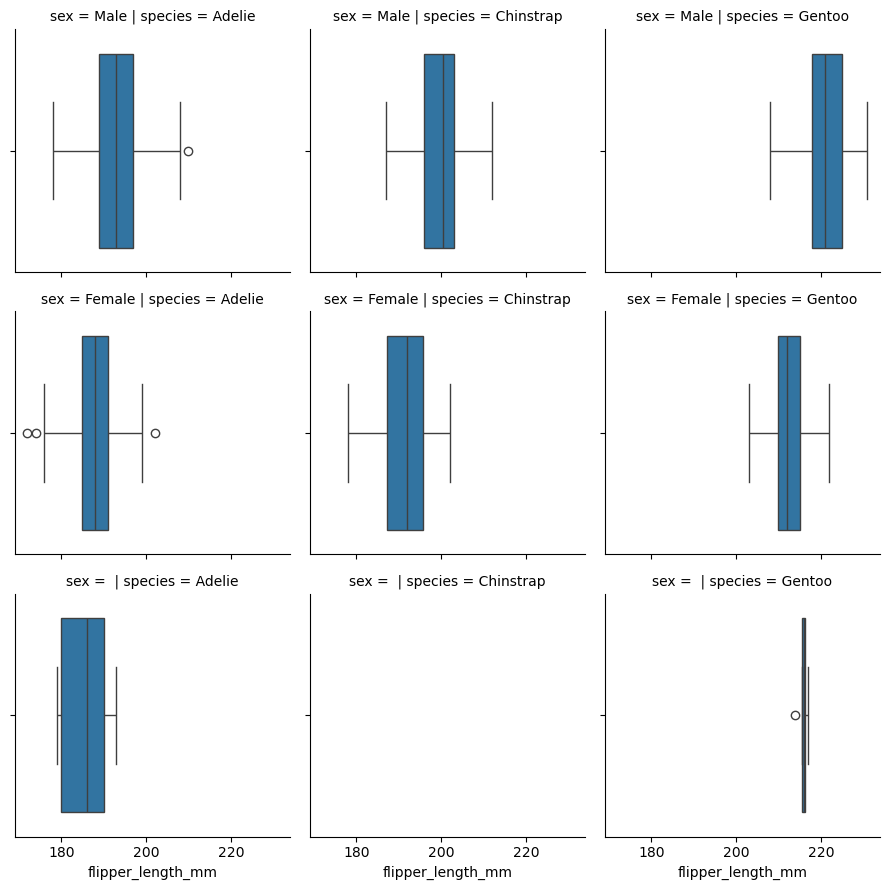 sex = Male | species = Adelie
sex = Male | species = Chinstrap
sex = Male | species = Gentoo
sex = Female | species = Adelie
sex = Female | species = Chinstrap
sex = Female | species = Gentoo
sex =  | species = Adelie
sex =  | species = Chinstrap
sex =  | species = Gentoo
180 200 220
180 200 220
180 200 220
flipper_length_mm
flipper_length_mm
flipper_length_mm